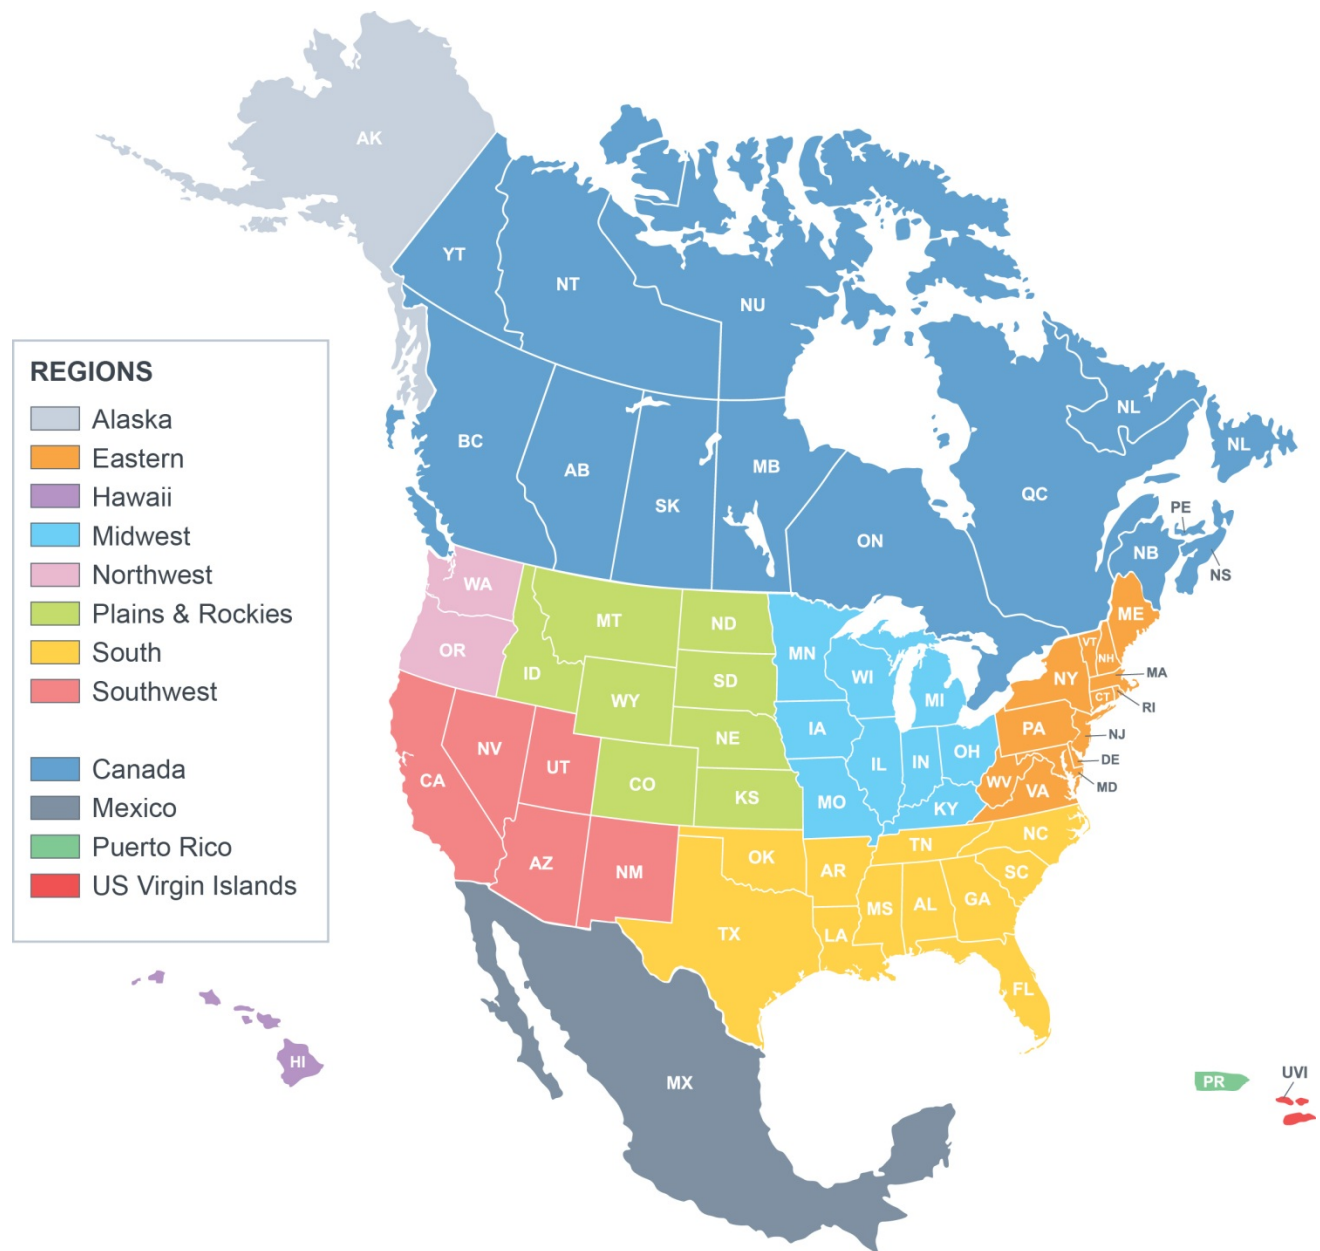 AK
YT
NT
NU
REGIONS
Alaska
Eastern
Hawaii
Midwest
Northwest
Plains & Rockies
South
Southwest
Canada
Mexico
Puerto Rico
US Virgin Islands
BC
AB
SK
MB
ON
QC
NL
NL
PE
NB
NS
WA
OR
MT
ID
WY
ND
SD
NE
CO
KS
MN
WI
MI
IA
IL
IN
OH
MO
KY
ME
VT
NH
NY
MA
CT
RI
PA
NJ
DE
MD
WV
VA
CA
NV
UT
AZ
NM
OK
TX
AR
LA
TN
NC
SC
MS
AL
GA
FL
HI
MX
PR
UVI